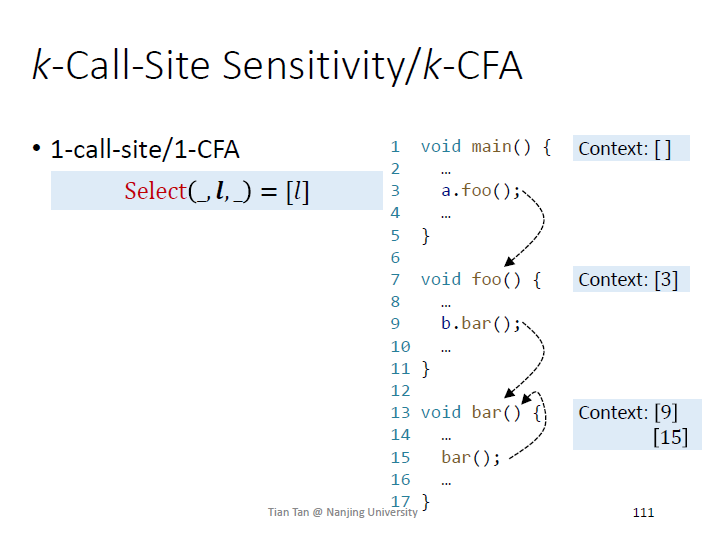 k-Call-Site Sensitivity/k-CFA
• 1-call-site/1-CFA
Select(_, l, _) = [l]
1 void main() {
2 …
3 a.foo();
4 …
5 }
6
7 void foo() {
8 …
9 b.bar();
10 …
11 }
12
13 void bar() {
14 …
15 bar();
16 …
17 }
Context: [ ]
Context: [3]
Context: [9]
[15]
Tian Tan @ Nanjing University
111